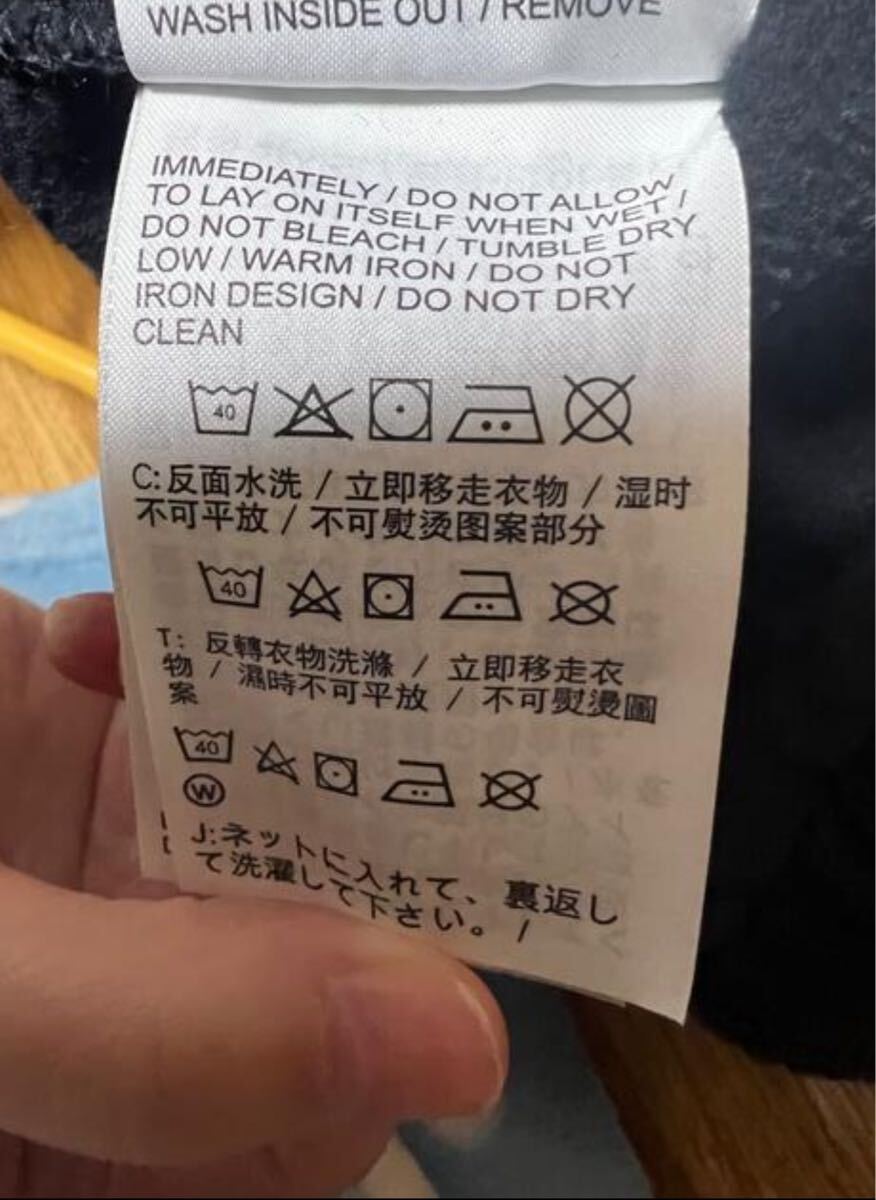 WASH INSIDE OUT / REMOVE
IMMEDIATELY / DO NOT ALLOW
TO LAY ON ITSELF WHEN WET /
DO NOT BLEACH / TUMBLE DRY
LOW / WARM IRON / DO NOT
IRON DESIGN / DO NOT DRY
CLEAN
40
C: 反面水洗 / 立即移走衣物 / 湿时
不可平放 / 不可熨烫图案部分
40
T: 反轉衣物洗滌 / 立即移走衣
物 / 濕時不可平放 / 不可熨燙圖
案
40
W
J:ネットに入れて、裏返し
て洗濯して下さい。 /